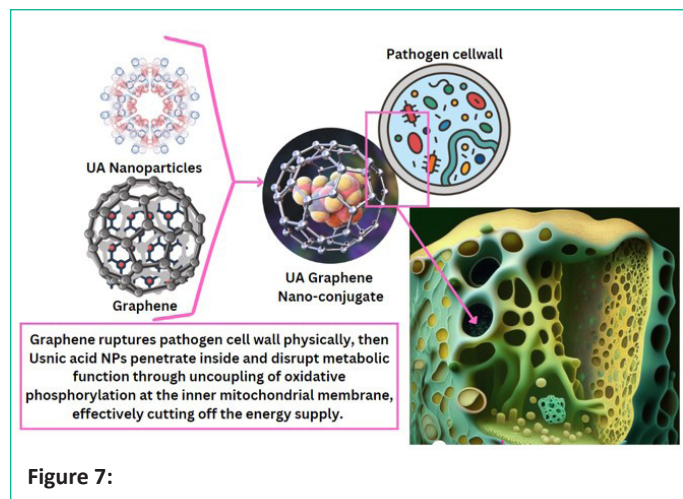 Pathogen cellwall
UA Nanoparticles
UA Graphene
Nano-conjugate
Graphene
Graphene ruptures pathogen cell wall physically, then
Usnic acid NPs penetrate inside and disrupt metabolic
function through uncoupling of oxidative
phosphorylation at the inner mitochondrial membrane,
effectively cutting off the energy supply.
Figure 7: